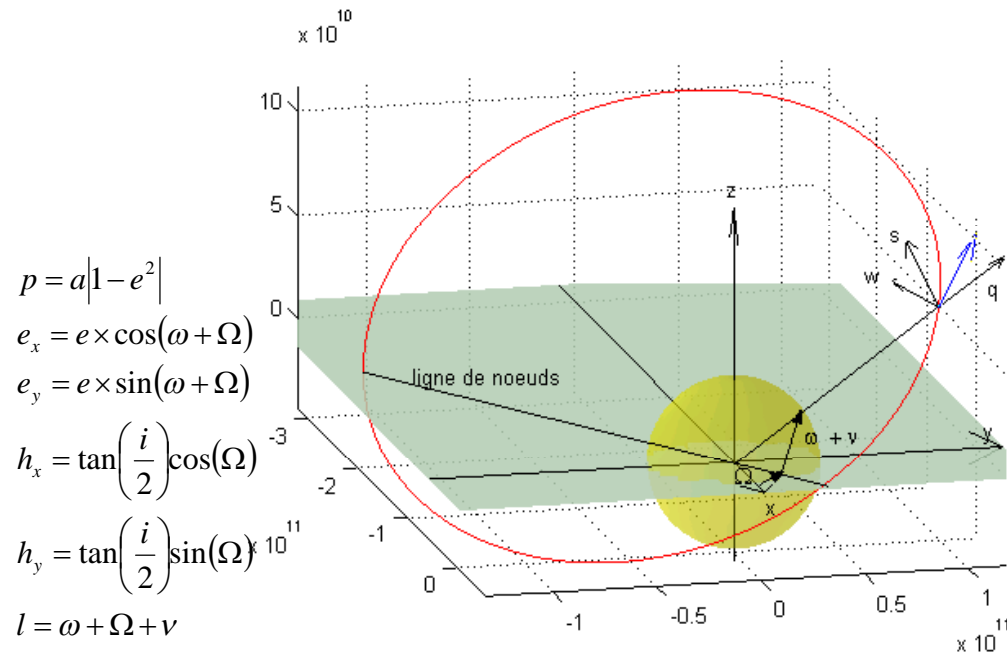 p = a|1 − e²|
e_x = e × cos(ω + Ω)
e_y = e × sin(ω + Ω)
h_x = tan(i/2)cos(Ω)
h_y = tan(i/2)sin(Ω)
l = ω + Ω + ν
x 10^10
10
5
0
-3
-2
-1
0
x 10^11
-1
-0.5
0
0.5
1
x 10^11
z
s
w
q
ligne de noeuds
ω + ν
y
Ω
x